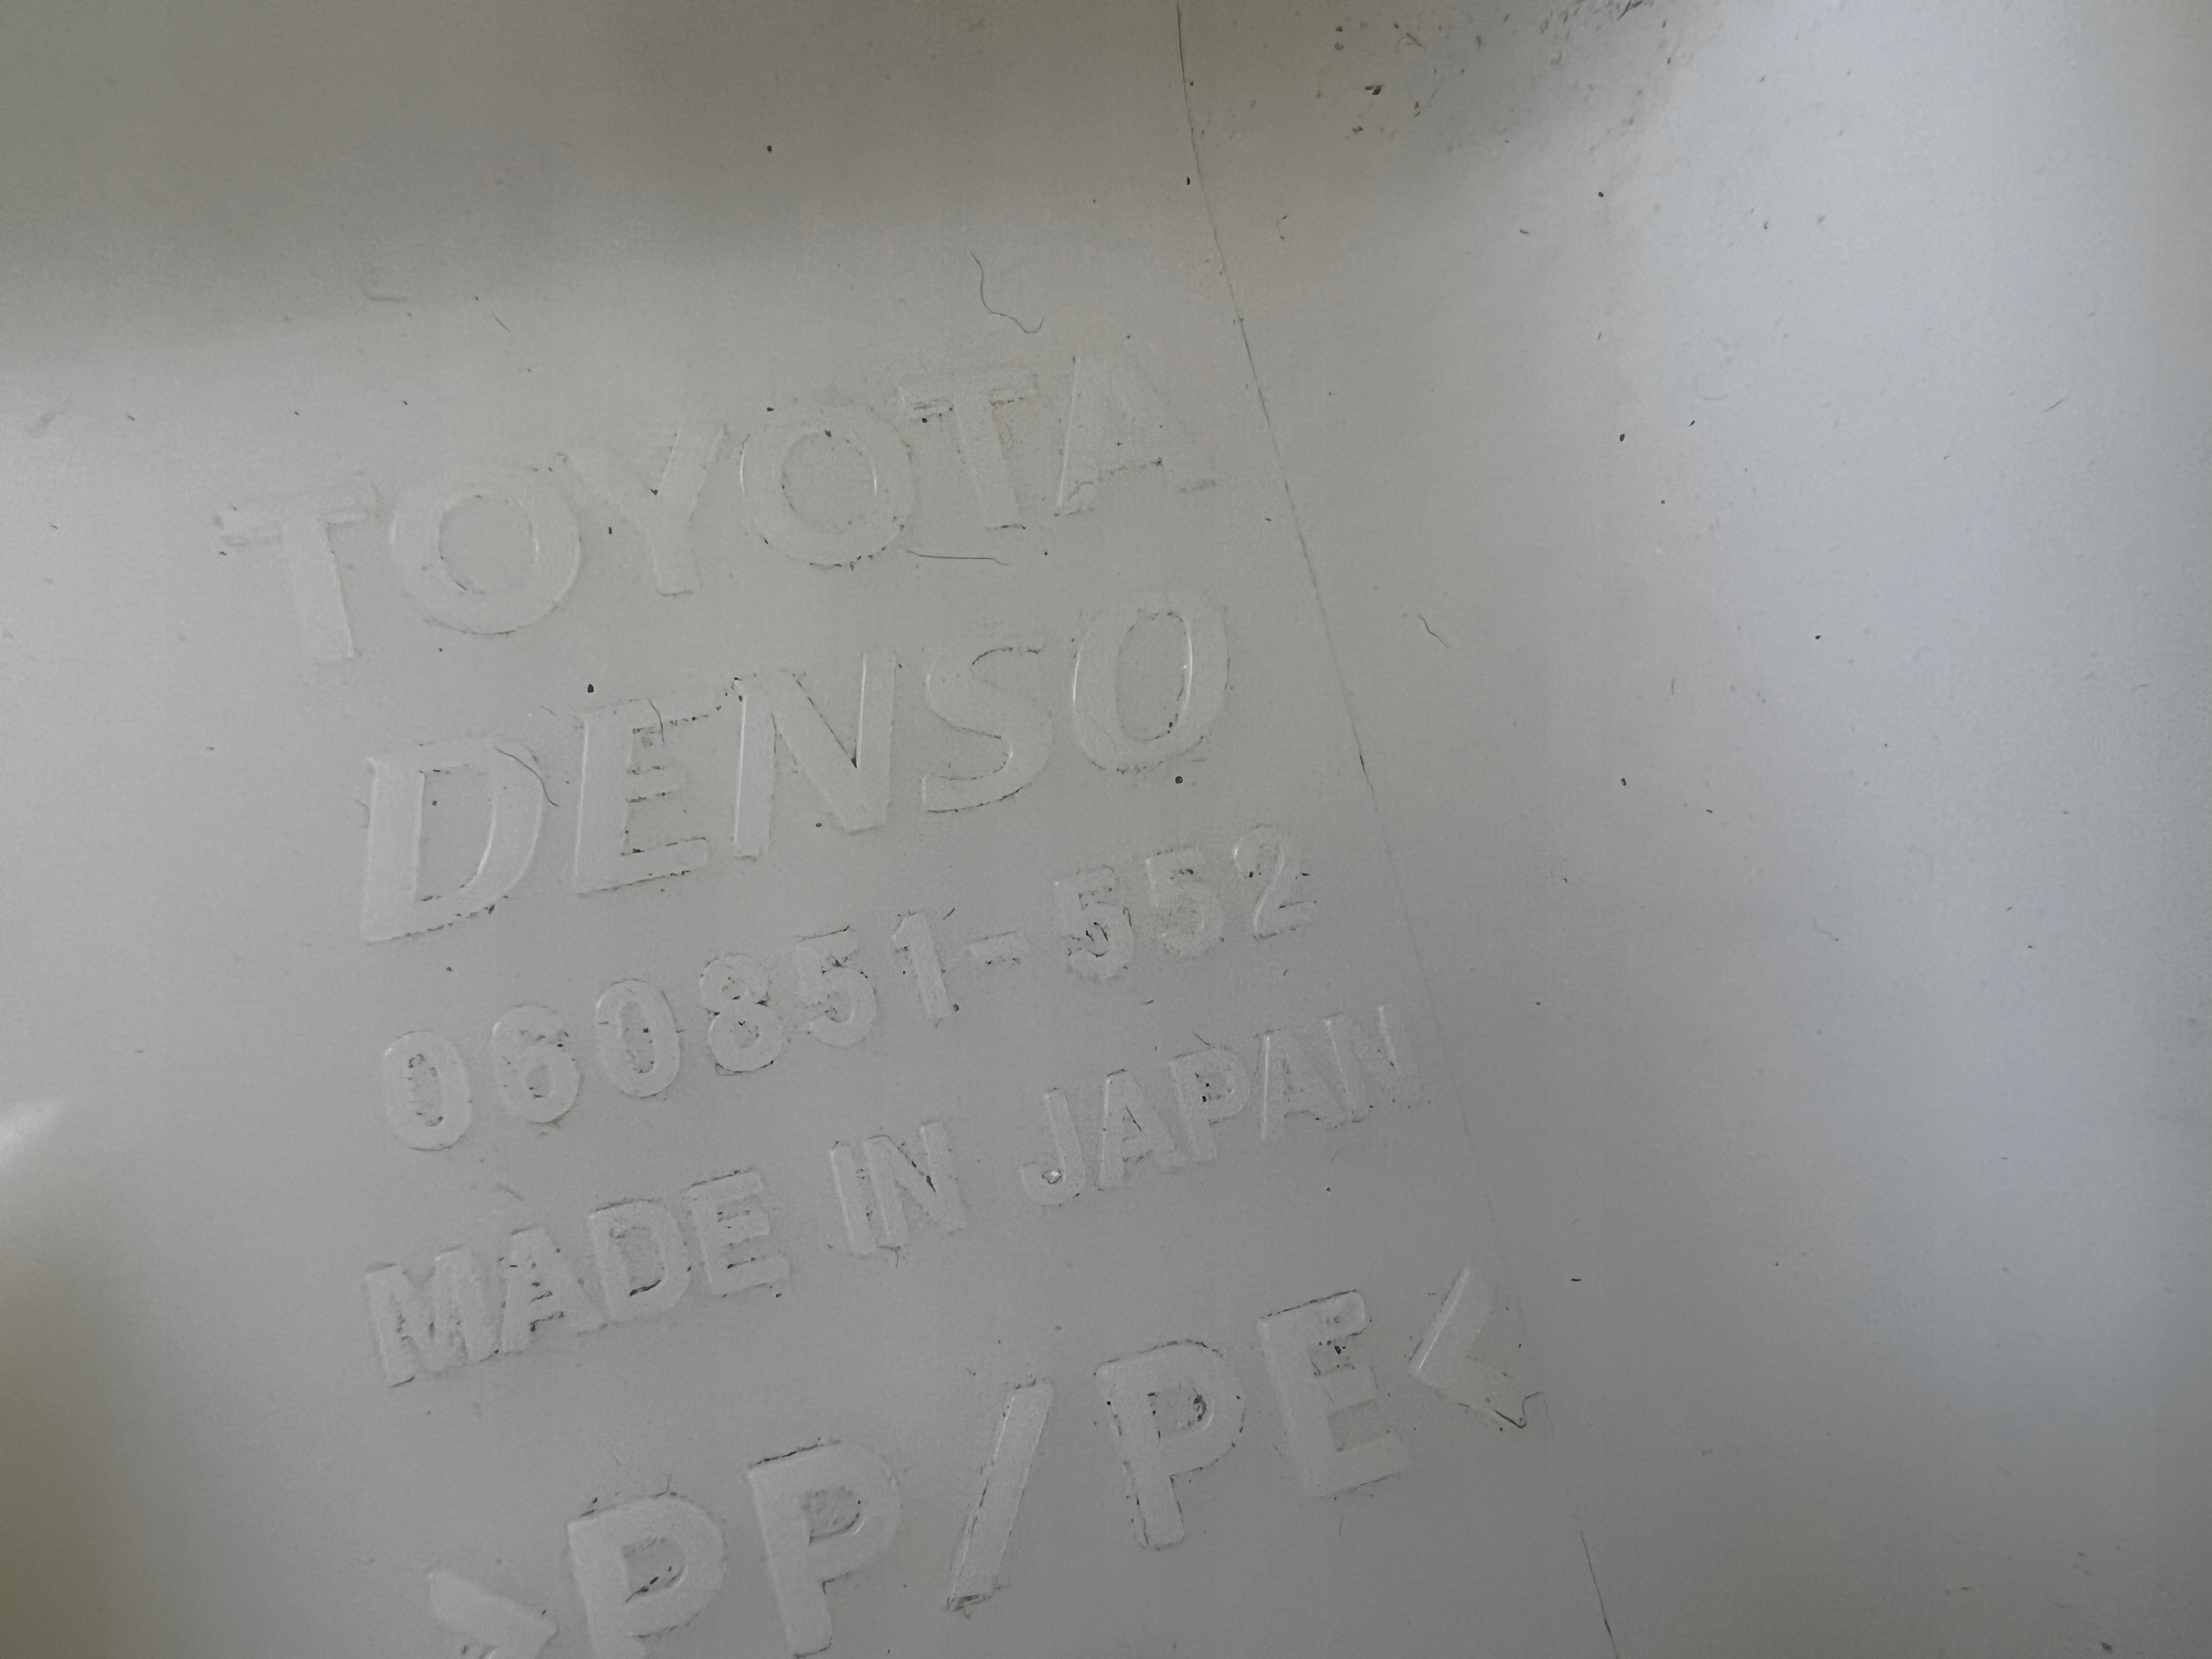 TOYOTA
DENSO
060851-552
MADE IN JAPAN
>PP/PE<